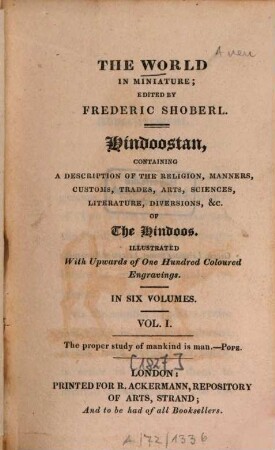 THE WORLD
IN MINIATURE;
EDITED BY
FREDERIC SHOBERL.
Hindoostan,
CONTAINING
A DESCRIPTION OF THE RELIGION, MANNERS,
CUSTOMS, TRADES, ARTS, SCIENCES,
LITERATURE, DIVERSIONS, &C.
OF
The Hindoos.
ILLUSTRATED
With Upwards of One Hundred Coloured
Engravings.
IN SIX VOLUMES.
VOL. I.
The proper study of mankind is man.—POPE.
[1827]
LONDON:
PRINTED FOR R. ACKERMANN, REPOSITORY
OF ARTS, STRAND;
And to be had of all Booksellers.